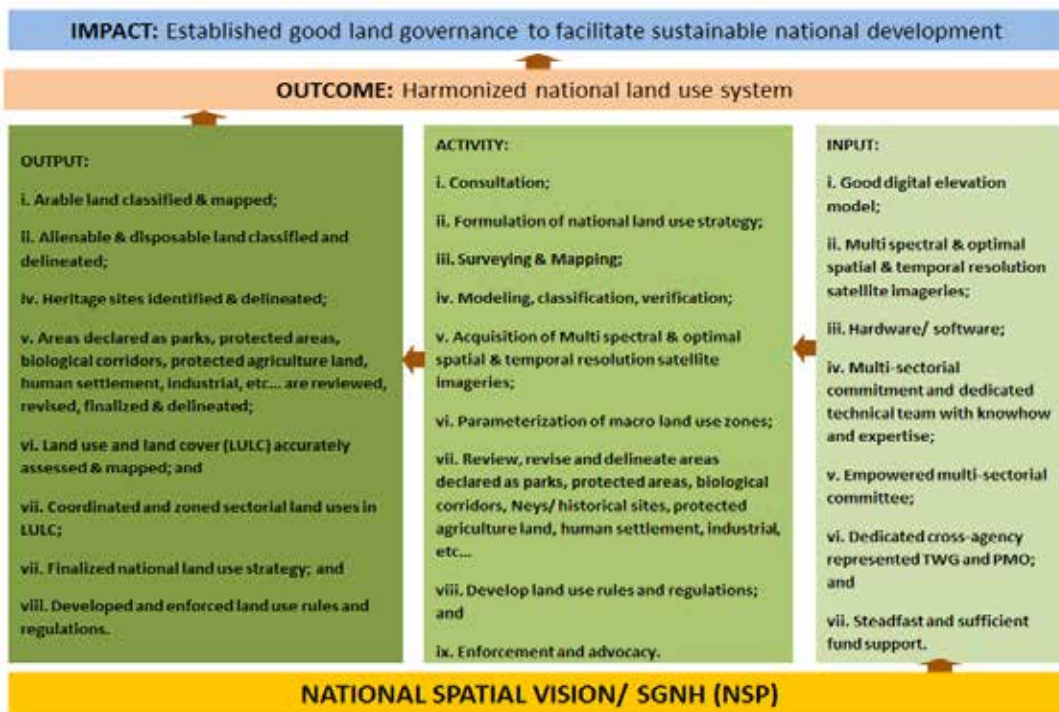 IMPACT: Established good land governance to facilitate sustainable national development
OUTCOME: Harmonized national land use system
OUTPUT:
i. Arable land classified & mapped;
ii. Alienable & disposable land classified and
delineated;
iv. Heritage sites identified & delineated;
v. Areas declared as parks, protected areas,
biological corridors, protected agriculture land,
human settlement, industrial, etc... are reviewed,
revised, finalized & delineated;
vi. Land use and land cover (LULC) accurately
assessed & mapped; and
vii. Coordinated and zoned sectorial land uses in
LULC;
vii. Finalized national land use strategy; and
viii. Developed and enforced land use rules and
regulations.
ACTIVITY:
i. Consultation;
ii. Formulation of national land use strategy;
iii. Surveying & Mapping;
iv. Modeling, classification, verification;
v. Acquisition of Multi spectral & optimal
spatial & temporal resolution satellite
imageries;
vi. Parameterization of macro land use zones;
vii. Review, revise and delineate areas
declared as parks, protected areas, biological
corridors, Neys/ historical sites, protected
agriculture land, human settlement, industrial,
etc...
viii. Develop land use rules and regulations;
and
ix. Enforcement and advocacy.
INPUT:
i. Good digital elevation
model;
ii. Multi spectral & optimal
spatial & temporal resolution
satellite imageries;
iii. Hardware/ software;
iv. Multi-sectorial
commitment and dedicated
technical team with knowhow
and expertise;
v. Empowered multi-sectorial
committee;
vi. Dedicated cross-agency
represented TWG and PMO;
and
vii. Steadfast and sufficient
fund support.
NATIONAL SPATIAL VISION/ SGNH (NSP)